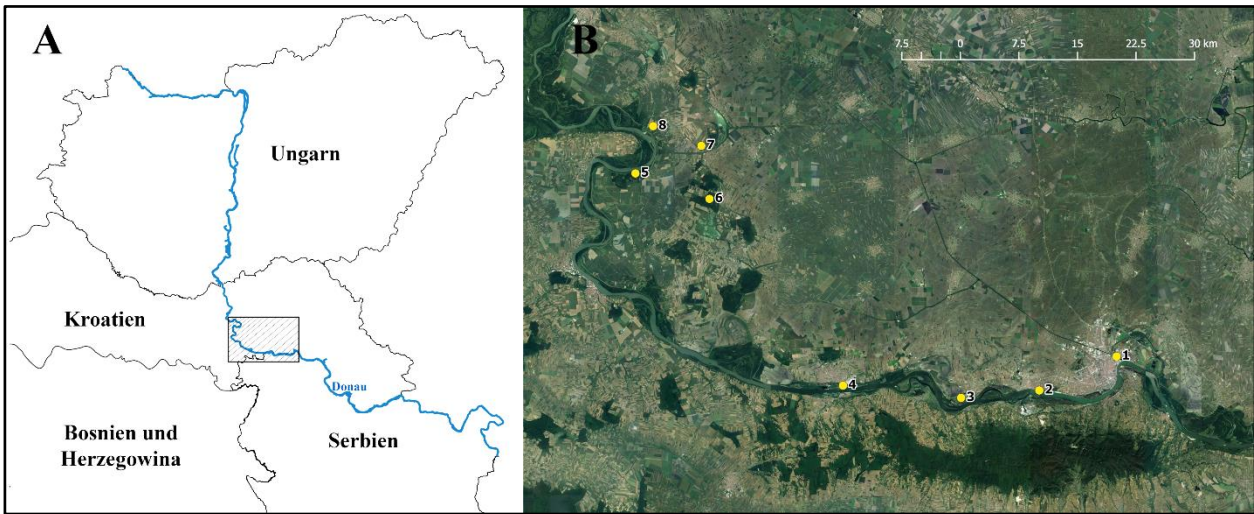 A
Ungarn
Kroatien
Donau
Bosnien und
Herzegowina
Serbien
B
7.5 0 7.5 15 22.5 30 km
8
7
5
6
1
4
2
3